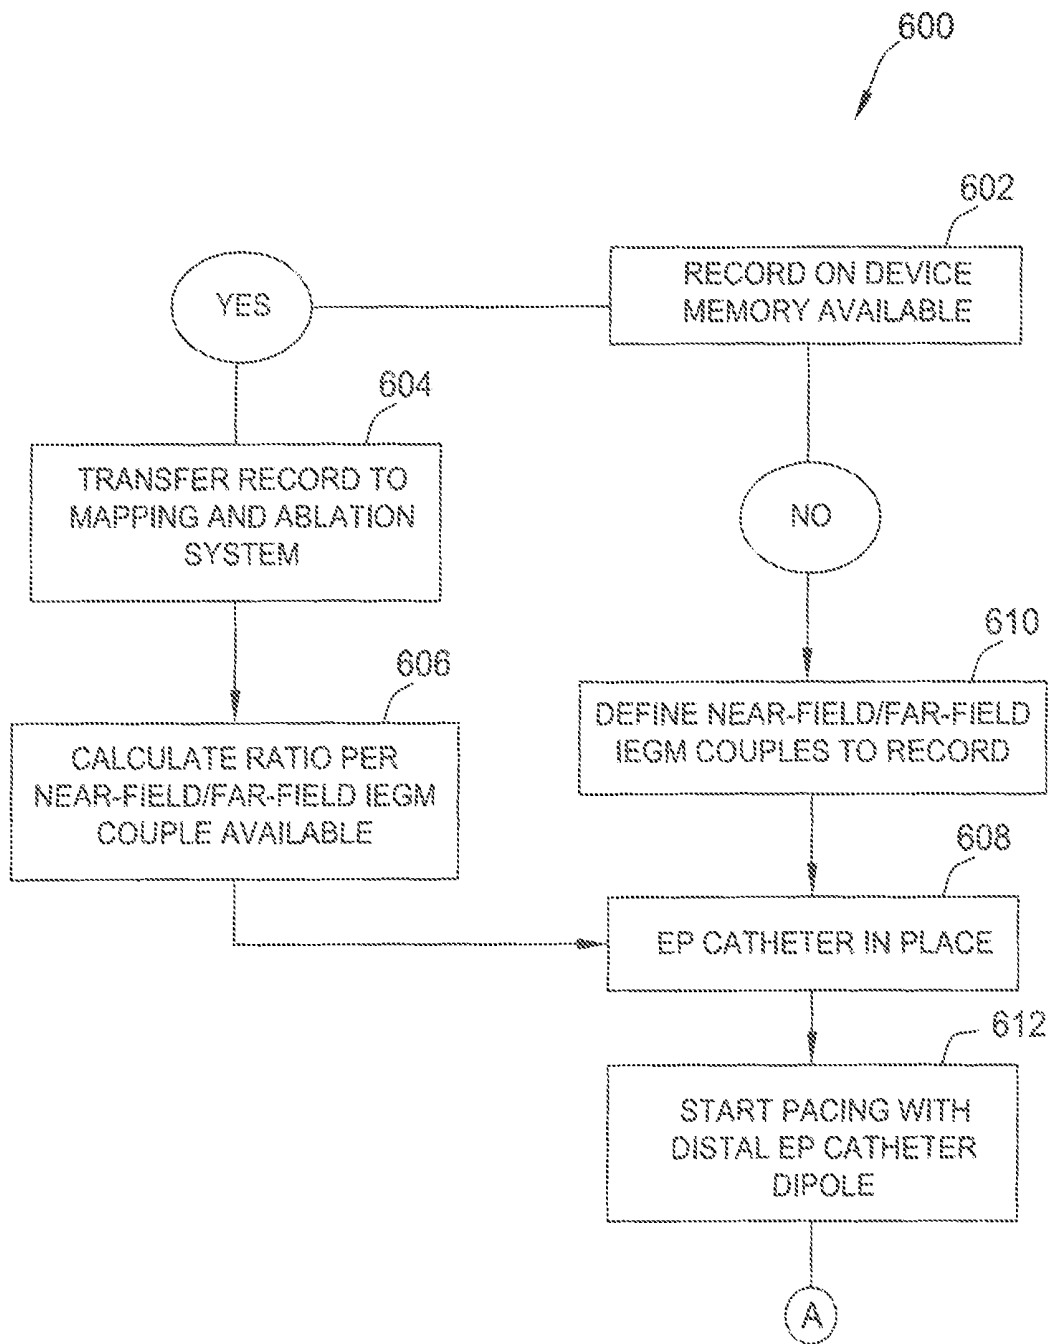 600
602
RECORD ON DEVICE
MEMORY AVAILABLE
YES
604
TRANSFER RECORD TO
MAPPING AND ABLATION
SYSTEM
NO
606
CALCULATE RATIO PER
NEAR-FIELD/FAR-FIELD IEGM
COUPLE AVAILABLE
610
DEFINE NEAR-FIELD/FAR-FIELD
IEGM COUPLES TO RECORD
608
EP CATHETER IN PLACE
612
START PACING WITH
DISTAL EP CATHETER
DIPOLE
A